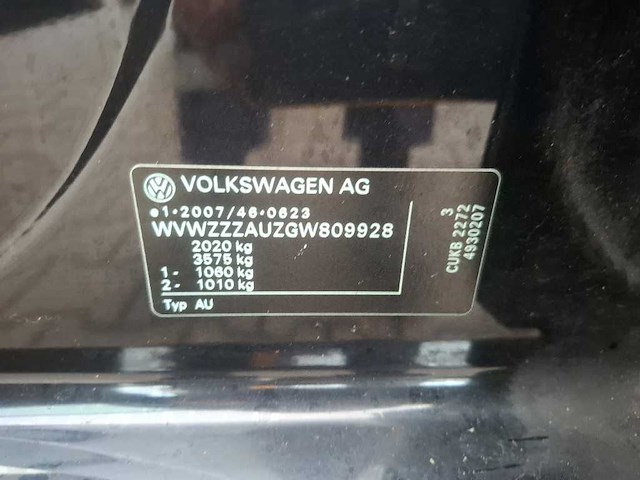 VOLKSWAGEN AG
e1*2007/46*0623
WVWZZZAUZGW809928
2020 kg
3575 kg
1- 1060 kg
2- 1010 kg
Typ AU
3
CUKB 2272
4930207